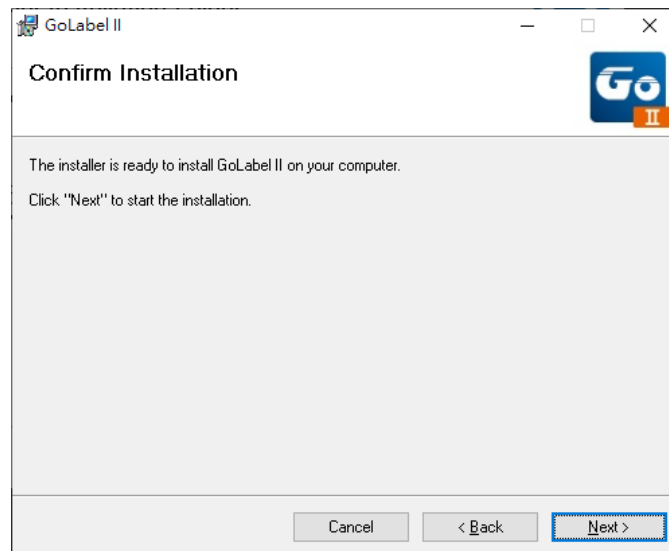 GoLabel II
Confirm Installation
Go
II
The installer is ready to install GoLabel II on your computer.
Click "Next" to start the installation.
Cancel
< Back
Next >